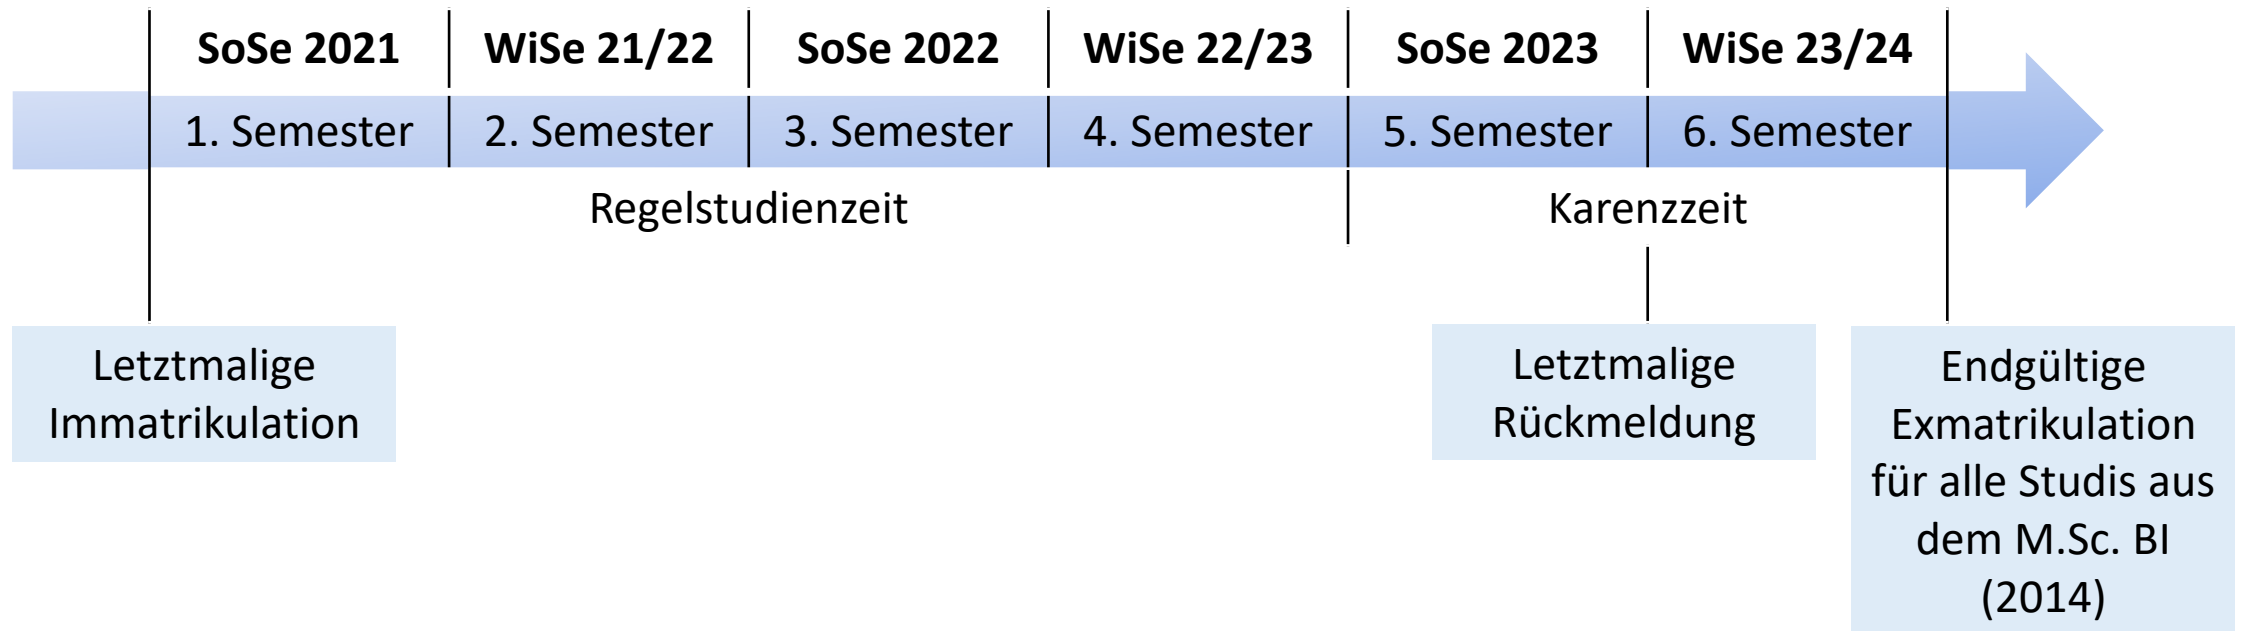 SoSe 2021 WiSe 21/22 SoSe 2022 WiSe 22/23 SoSe 2023 WiSe 23/24
1. Semester 2. Semester 3. Semester 4. Semester 5. Semester 6. Semester
Regelstudienzeit Karenzzeit
Letztmalige
Immatrikulation
Letztmalige
Rückmeldung
Endgültige
Exmatrikulation
für alle Studis aus
dem M.Sc. BI
(2014)